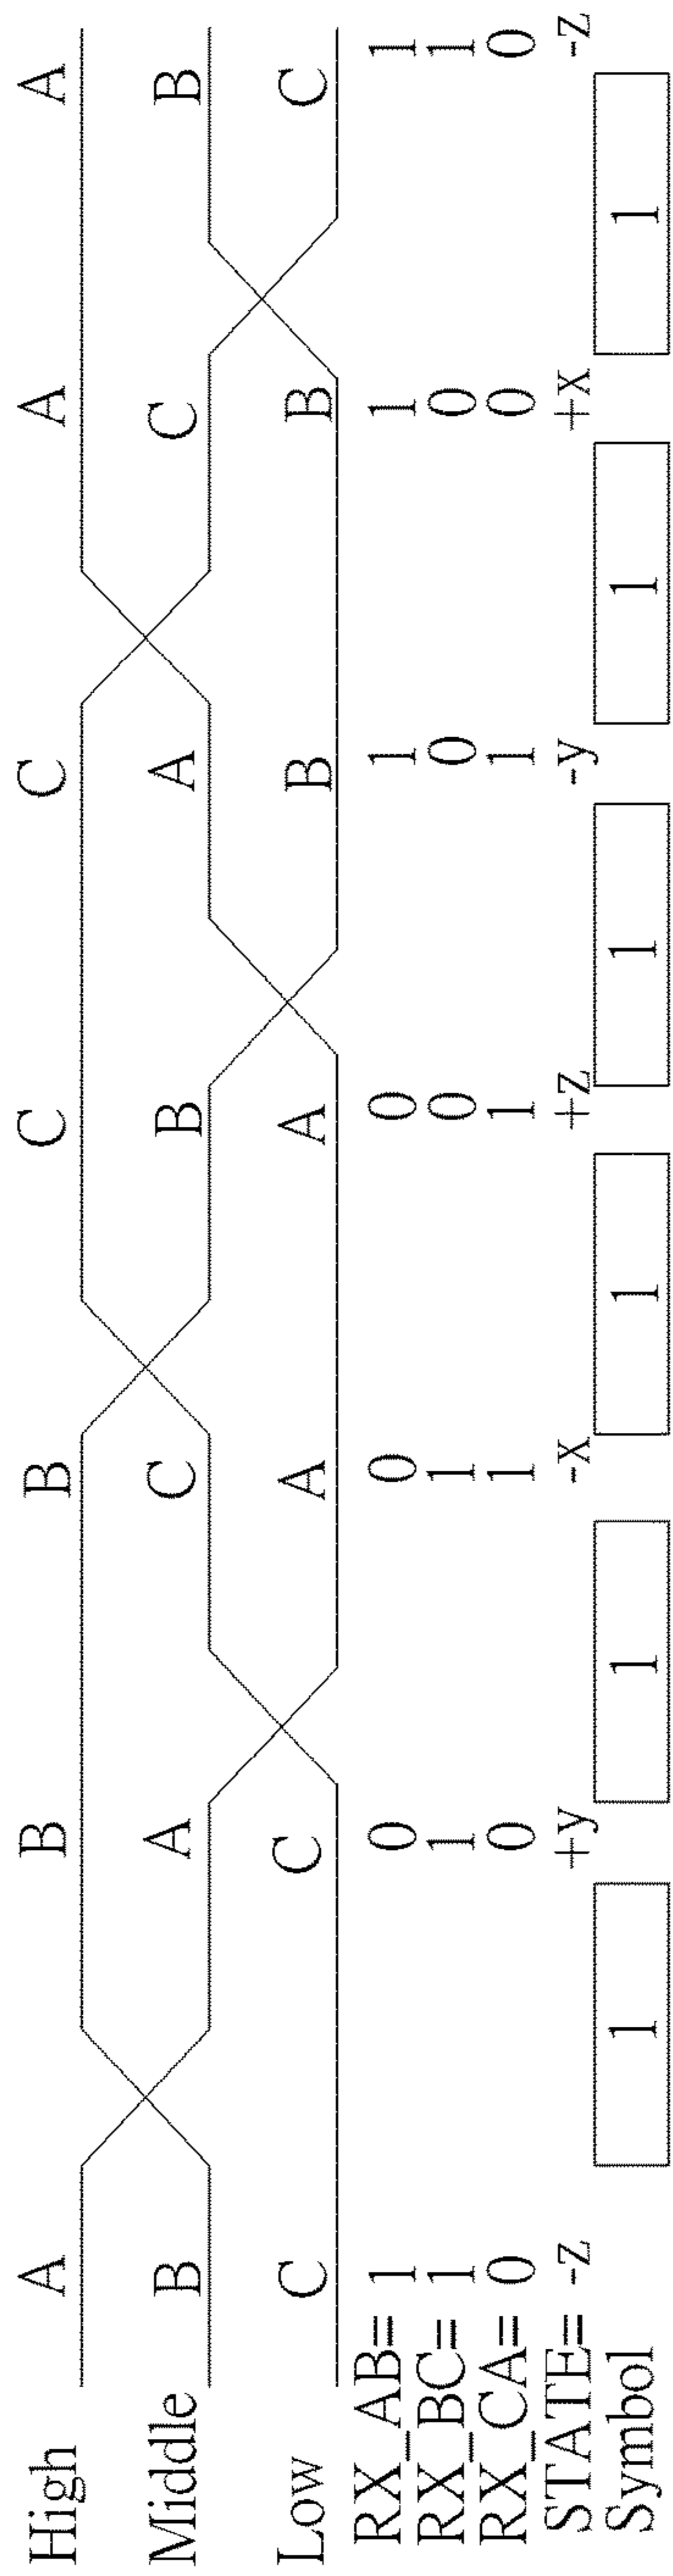 High A B B C C A A
Middle B A C B A C B
Low C C A A B B C
RX_AB= 1 0 0 0 1 1 1
RX_BC= 1 1 1 0 0 0 1
RX_CA= 0 0 1 1 1 0 0
STATE= -z +y -x +z -y +x -z
Symbol 1 1 1 1 1 1